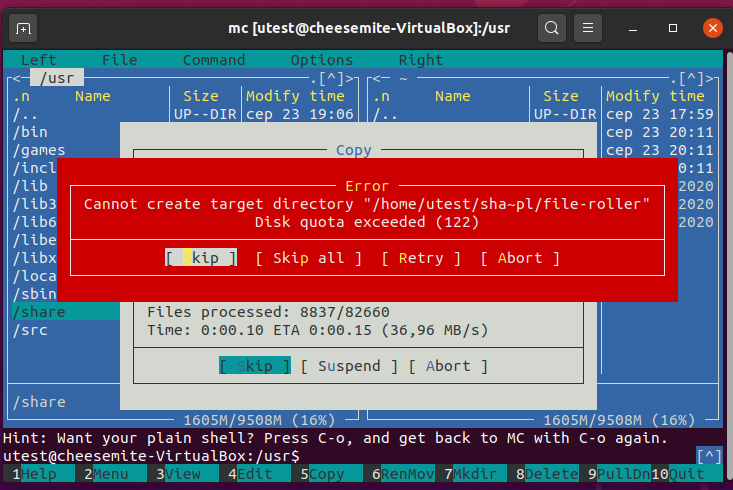 mc [utest@cheesemite-VirtualBox]:/usr
Left File Command Options Right
<─ /usr .[^]> <─ ~ .[^]>
.n Name Size Modify time .n Name Size Modify time
/.. UP--DIR сер 23 19:06 /.. UP--DIR сер 23 17:59
/bin сер 23 20:11
/games Copy сер 23 20:11
/incl 0:11
/lib Error 2020
/lib3 Cannot create target directory "/home/utest/sha~pl/file-roller" 2020
/lib6 Disk quota exceeded (122) 2020
/libe
/libx [ Skip ] [ Skip all ] [ Retry ] [ Abort ]
/loca
/sbin
/share Files processed: 8837/82660
/src Time: 0:00.10 ETA 0:00.15 (36,96 MB/s)
[ Skip ] [ Suspend ] [ Abort ]
/share
1605M/9508M (16%) 1605M/9508M (16%)
Hint: Want your plain shell? Press C-o, and get back to MC with C-o again.
utest@cheesemite-VirtualBox:/usr$ [^]
1Help 2Menu 3View 4Edit 5Copy 6RenMov 7Mkdir 8Delete 9PullDn 10Quit